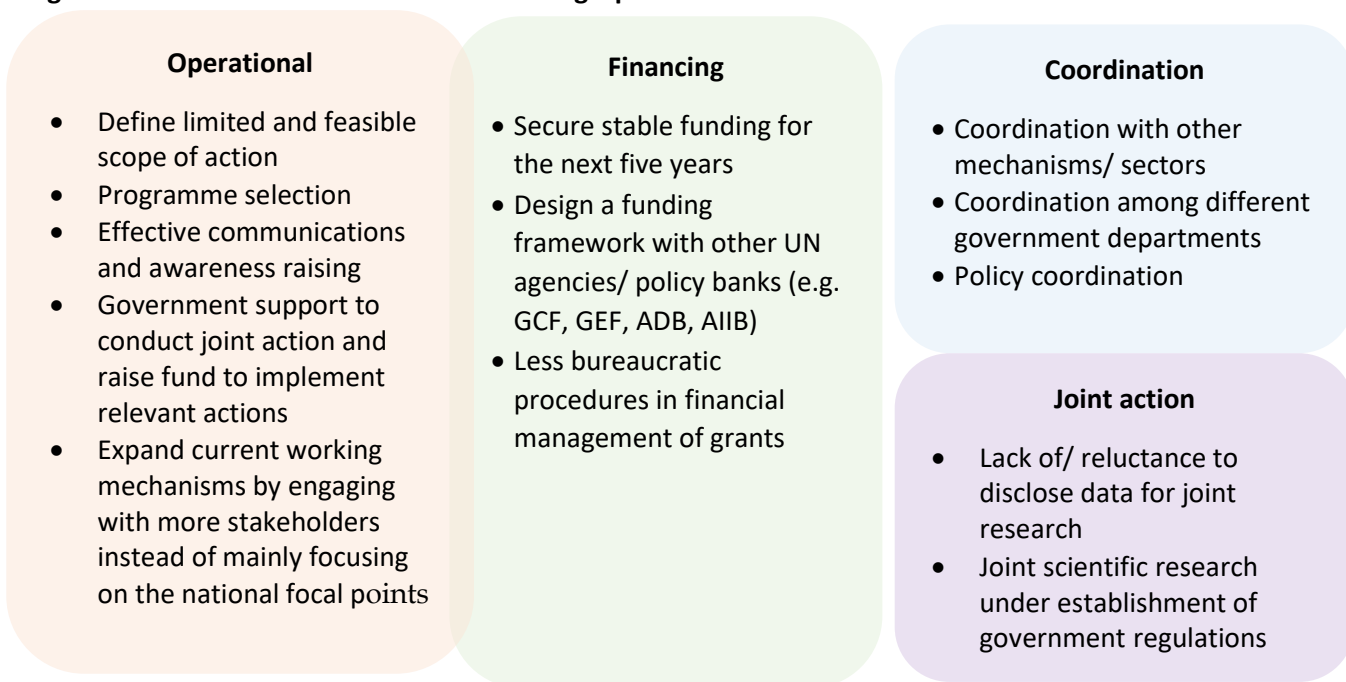 Operational
• Define limited and feasible
scope of action
• Programme selection
• Effective communications
and awareness raising
• Government support to
conduct joint action and
raise fund to implement
relevant actions
• Expand current working
mechanisms by engaging
with more stakeholders
instead of mainly focusing
on the national focal points
Financing
• Secure stable funding for
the next five years
• Design a funding
framework with other UN
agencies/ policy banks (e.g.
GCF, GEF, ADB, AIIB)
• Less bureaucratic
procedures in financial
management of grants
Coordination
• Coordination with other
mechanisms/ sectors
• Coordination among different
government departments
• Policy coordination
Joint action
• Lack of/ reluctance to
disclose data for joint
research
• Joint scientific research
under establishment of
government regulations